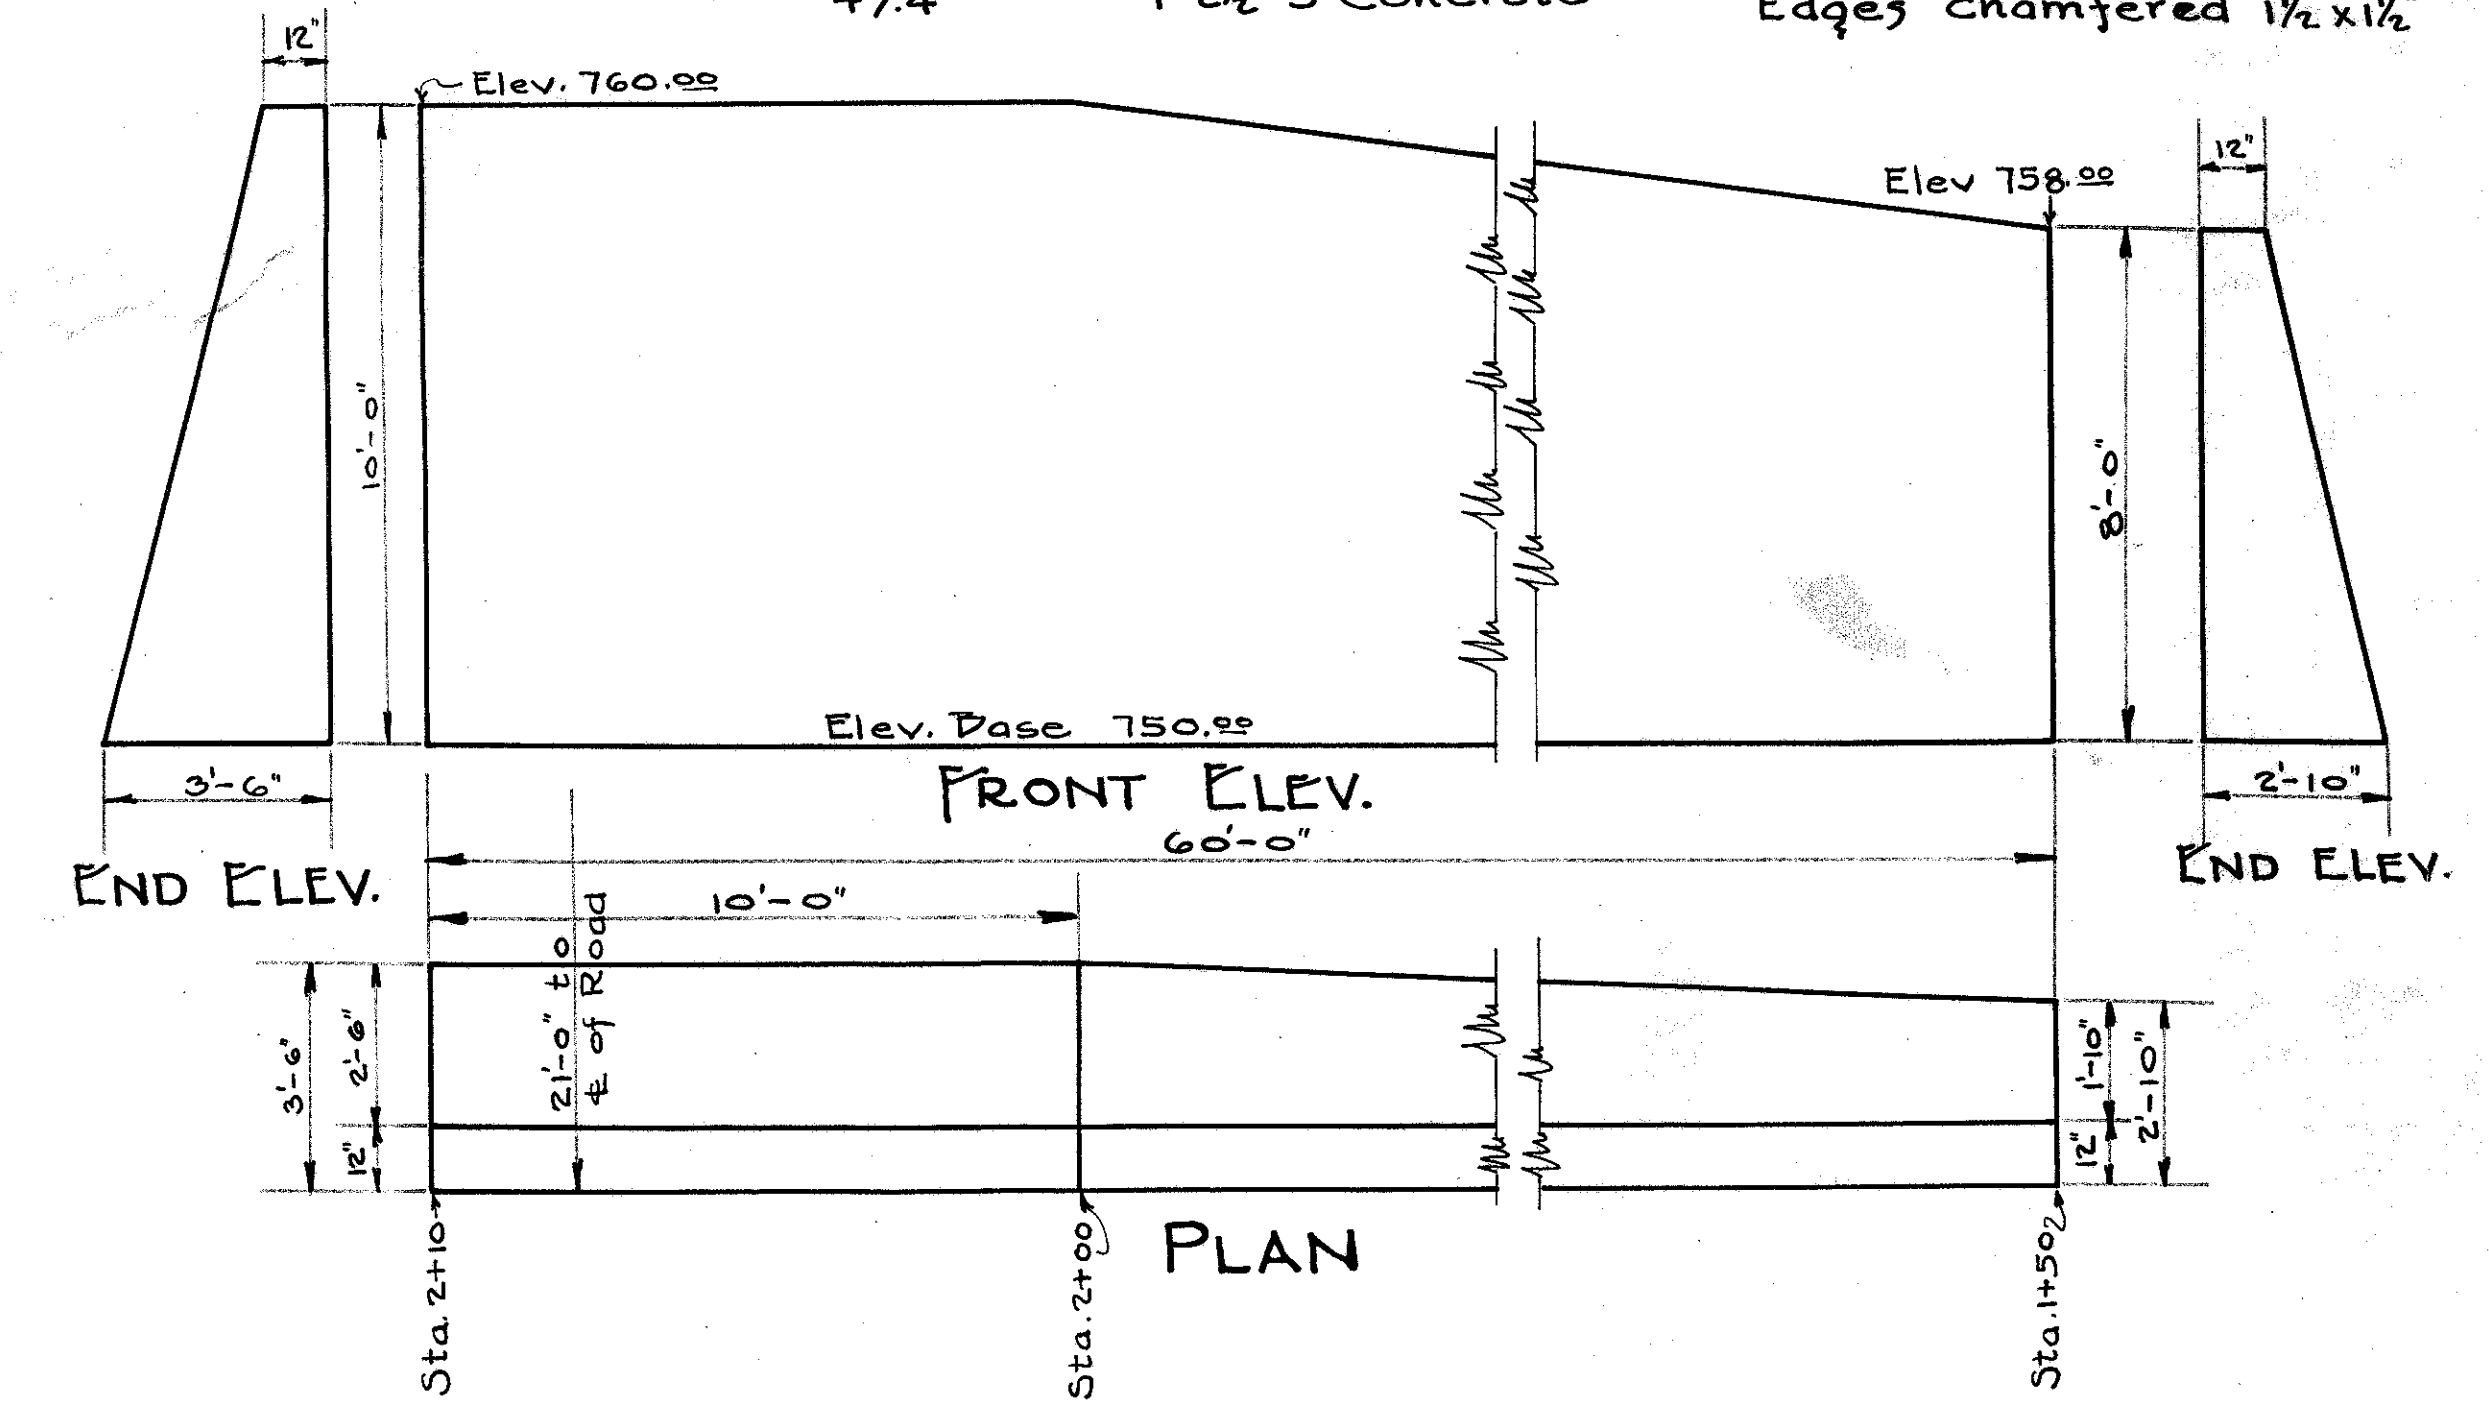 Edges Chamfered 1½ x 1½
12"
Elev. 760.00
12"
Elev 758.00
10'-0"
8'-0"
Elev. Base 750.00
3'-6"
FRONT ELEV.
2'-10"
60'-0"
END ELEV.
END ELEV.
10'-0"
21'-0" to
℄ of Road
3'-6"
2'-6"
12"
1'-10"
12"
2'-10"
PLAN
Sta. 2+10
Sta. 2+00
Sta. 1+50